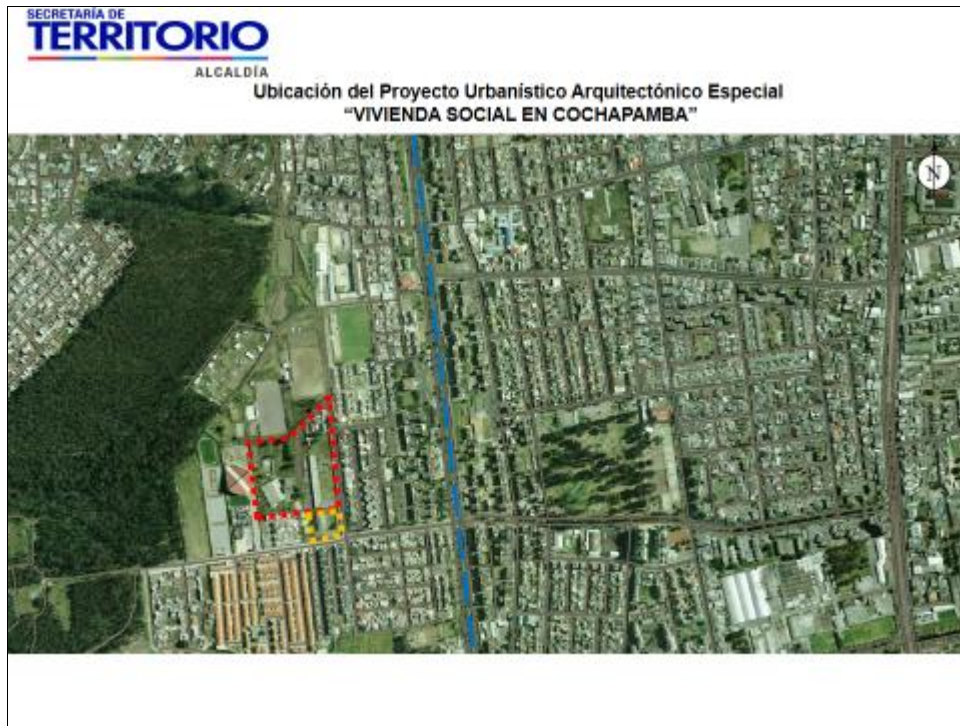 SECRETARÍA DE
TERRITORIO
ALCALDÍA
Ubicación del Proyecto Urbanístico Arquitectónico Especial
“VIVIENDA SOCIAL EN COCHAPAMBA”
N